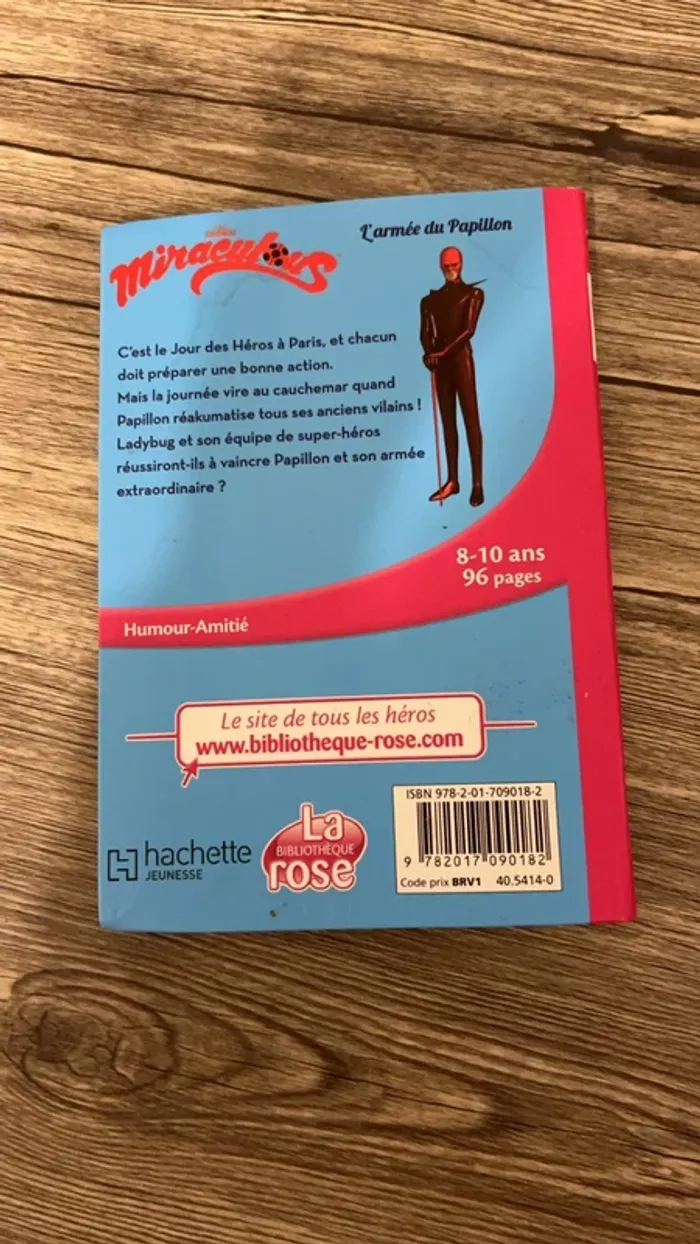 Miraculous
L'armée du Papillon
C'est le Jour des Héros à Paris, et chacun
doit préparer une bonne action.
Mais la journée vire au cauchemar quand
Papillon réakumatise tous ses anciens vilains !
Ladybug et son équipe de super-héros
réussiront-ils à vaincre Papillon et son armée
extraordinaire ?
8-10 ans
96 pages
Humour-Amitié
Le site de tous les héros
www.bibliotheque-rose.com
hachette
JEUNESSE
La
BIBLIOTHÈQUE
rose
ISBN 978-2-01-709018-2
9 782017 090182
Code prix BRV1 40.5414-0